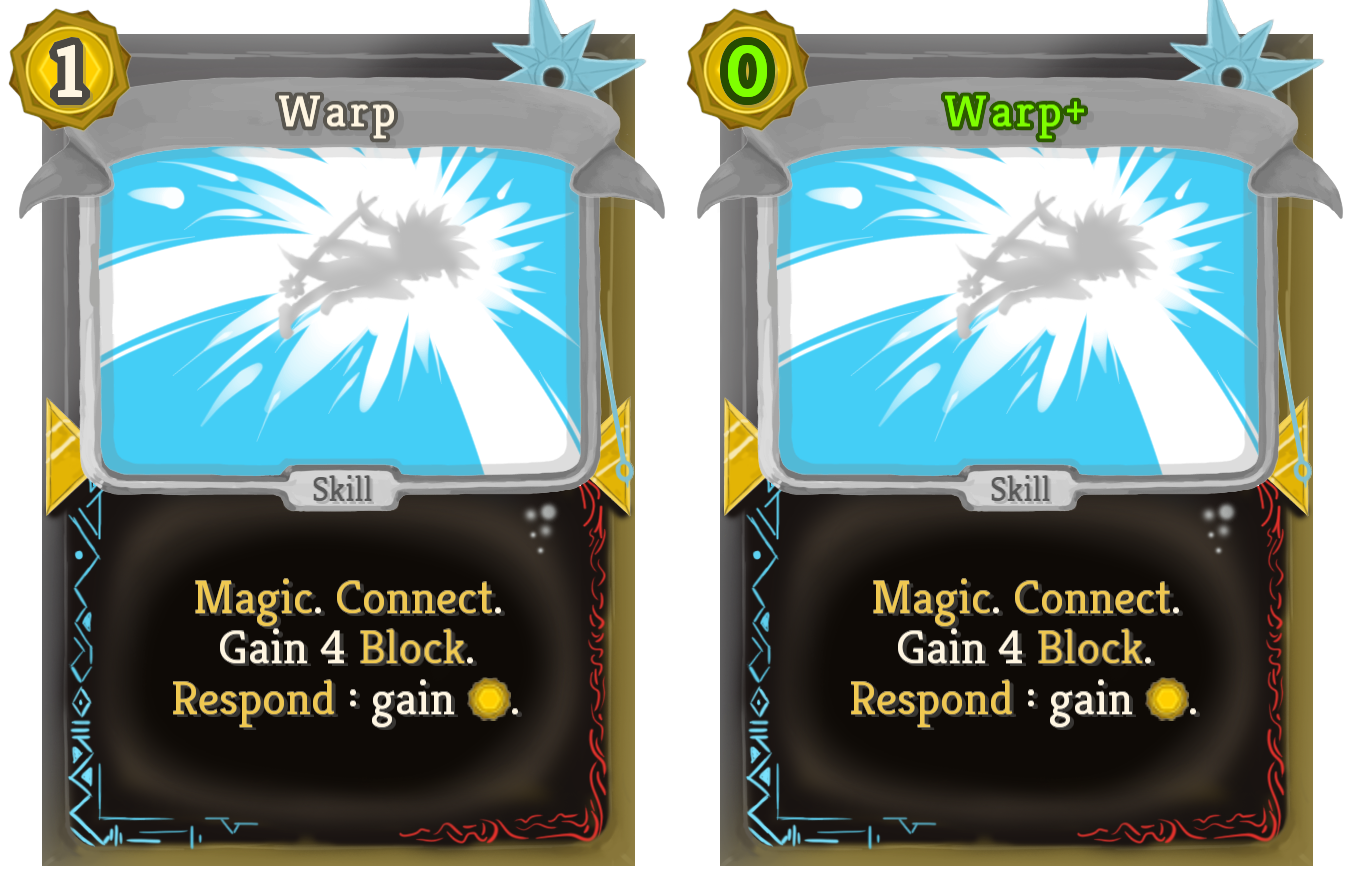 1
Warp
Skill
Magic. Connect.
Gain 4 Block.
Respond : gain .
0
Warp+
Skill
Magic. Connect.
Gain 4 Block.
Respond : gain .